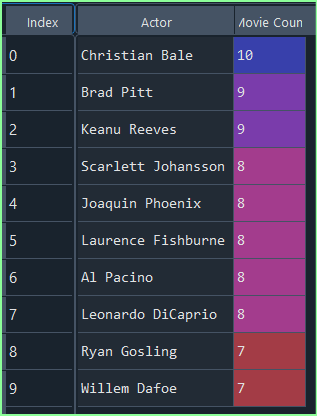 Index Actor Movie Coun
0 Christian Bale 10
1 Brad Pitt 9
2 Keanu Reeves 9
3 Scarlett Johansson 8
4 Joaquin Phoenix 8
5 Laurence Fishburne 8
6 Al Pacino 8
7 Leonardo DiCaprio 8
8 Ryan Gosling 7
9 Willem Dafoe 7